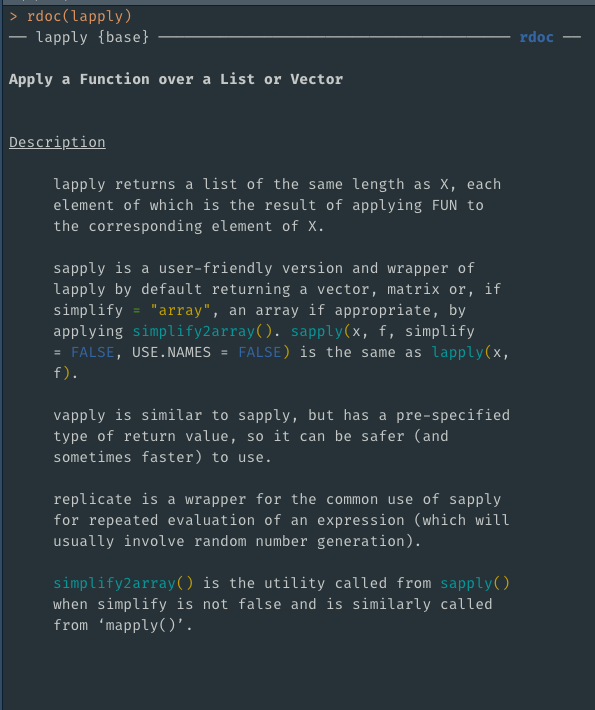 > rdoc(lapply)
── lapply {base} ─────────────────────────────────────── rdoc ──
Apply a Function over a List or Vector
Description
lapply returns a list of the same length as X, each
element of which is the result of applying FUN to
the corresponding element of X.
sapply is a user-friendly version and wrapper of
lapply by default returning a vector, matrix or, if
simplify = "array", an array if appropriate, by
applying simplify2array(). sapply(x, f, simplify
= FALSE, USE.NAMES = FALSE) is the same as lapply(x,
f).
vapply is similar to sapply, but has a pre-specified
type of return value, so it can be safer (and
sometimes faster) to use.
replicate is a wrapper for the common use of sapply
for repeated evaluation of an expression (which will
usually involve random number generation).
simplify2array() is the utility called from sapply()
when simplify is not false and is similarly called
from ‘mapply()’.